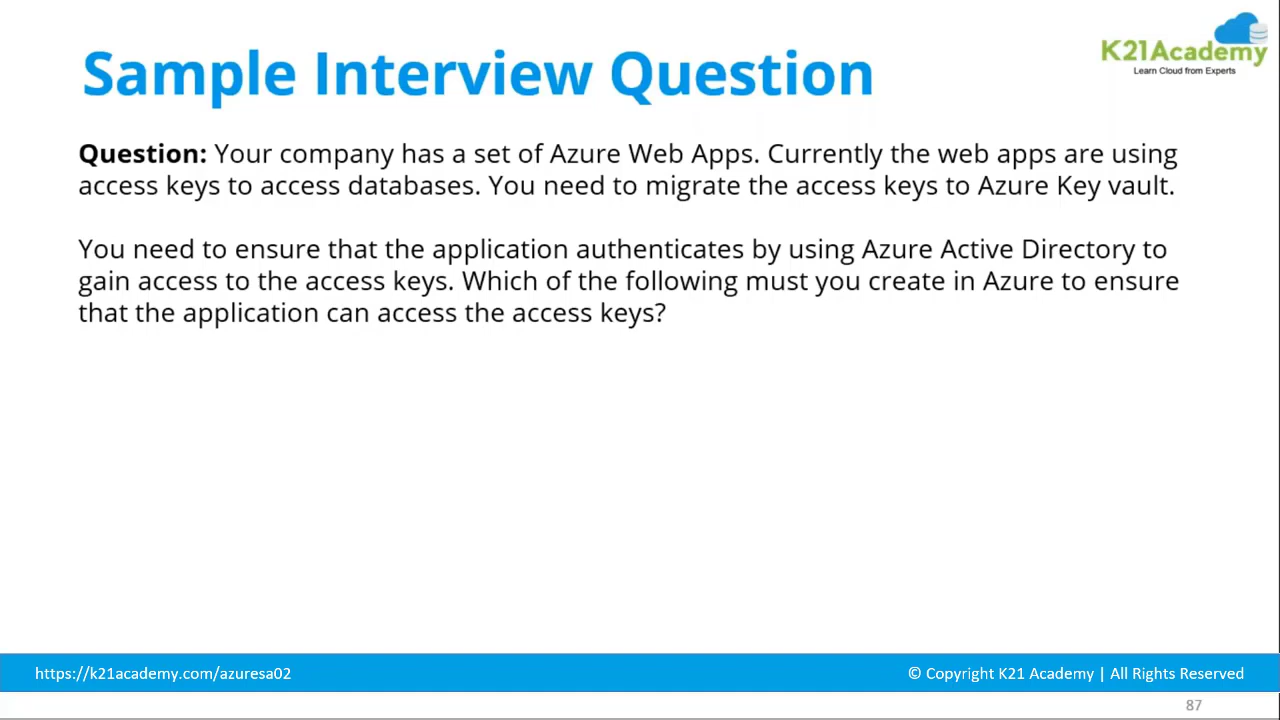 K21Academy
Learn Cloud from Experts
Sample Interview Question
Question: Your company has a set of Azure Web Apps. Currently the web apps are using
access keys to access databases. You need to migrate the access keys to Azure Key vault.
You need to ensure that the application authenticates by using Azure Active Directory to
gain access to the access keys. Which of the following must you create in Azure to ensure
that the application can access the access keys?
https://k21academy.com/azuresa02
© Copyright K21 Academy | All Rights Reserved
87